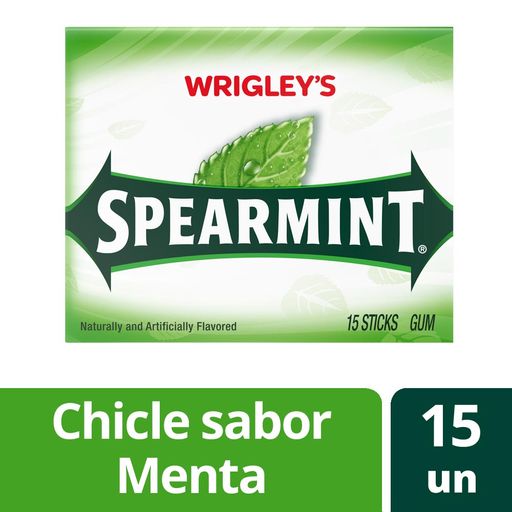 WRIGLEY'S
SPEARMINT®
Naturally and Artificially Flavored
15 STICKS GUM
Chicle sabor
Menta
15
un